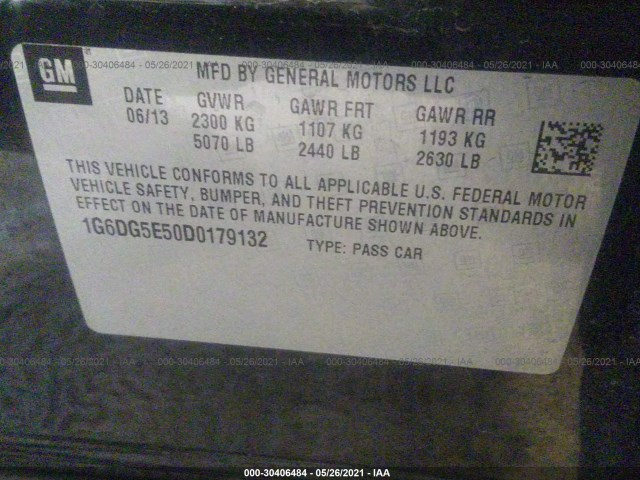 GM
MFD BY GENERAL MOTORS LLC
DATE GVWR GAWR FRT GAWR RR
06/13 2300 KG 1107 KG 1193 KG
5070 LB 2440 LB 2630 LB
THIS VEHICLE CONFORMS TO ALL APPLICABLE U.S. FEDERAL MOTOR
VEHICLE SAFETY, BUMPER, AND THEFT PREVENTION STANDARDS IN
EFFECT ON THE DATE OF MANUFACTURE SHOWN ABOVE.
1G6DG5E50D0179132 TYPE: PASS CAR
000-30406484 - 05/26/2021 - IAA